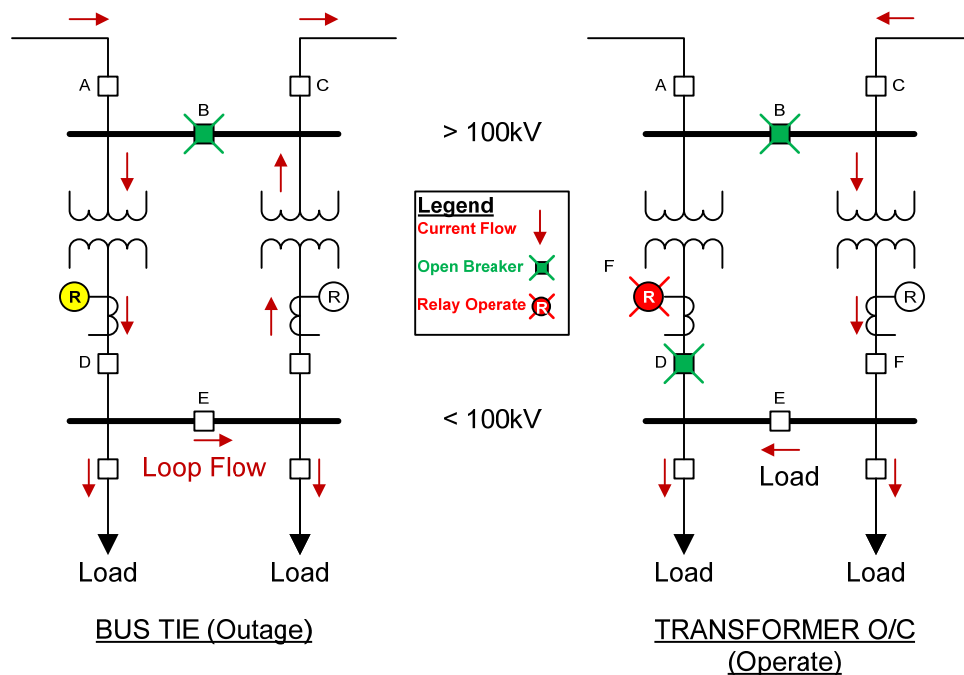 A
B
C
R
R
D
E
Loop Flow
Load
Load
BUS TIE (Outage)
> 100kV
Legend
Current Flow
Open Breaker
Relay Operate
R
< 100kV
A
B
C
F
R
R
D
F
E
Load
Load
Load
TRANSFORMER O/C
(Operate)